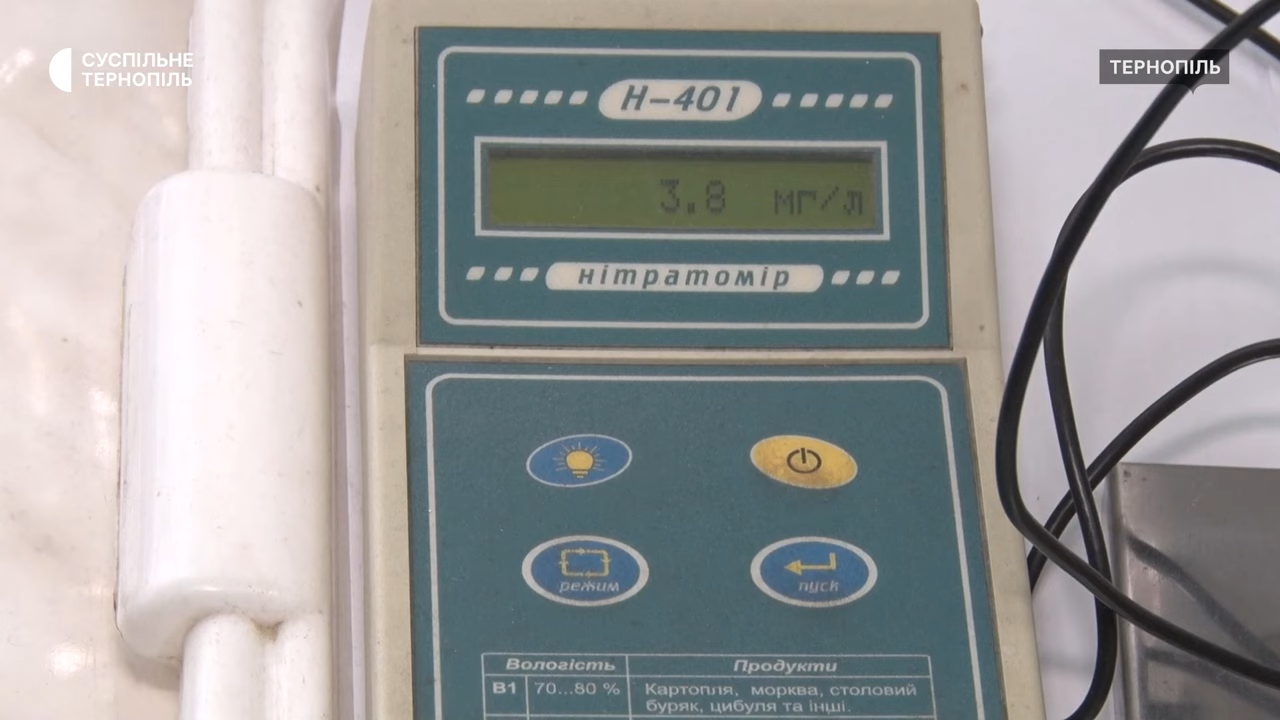 СУСПІЛЬНЕ
ТЕРНОПІЛЬ
ТЕРНОПІЛЬ
Н-401
3.8 мг/л
нітратомір
режим
пуск
Вологість Продукти
В1 70...80 % Картопля, морква, столовий
буряк, цибуля та інші.